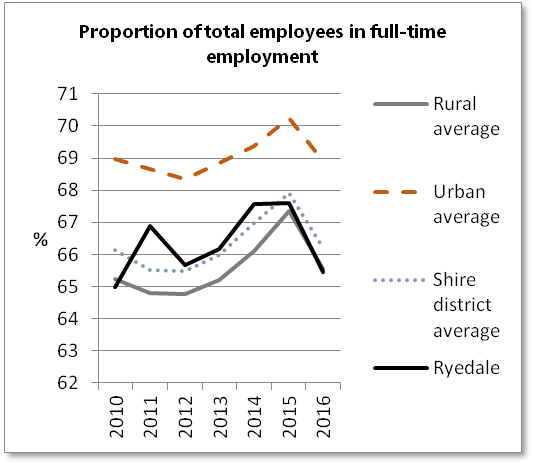 Proportion of total employees in full-time
employment
71
70
69
68
67
66
65
64
63
62
%
2010
2011
2012
2013
2014
2015
2016
Rural
average
Urban
average
Shire
district
average
Ryedale